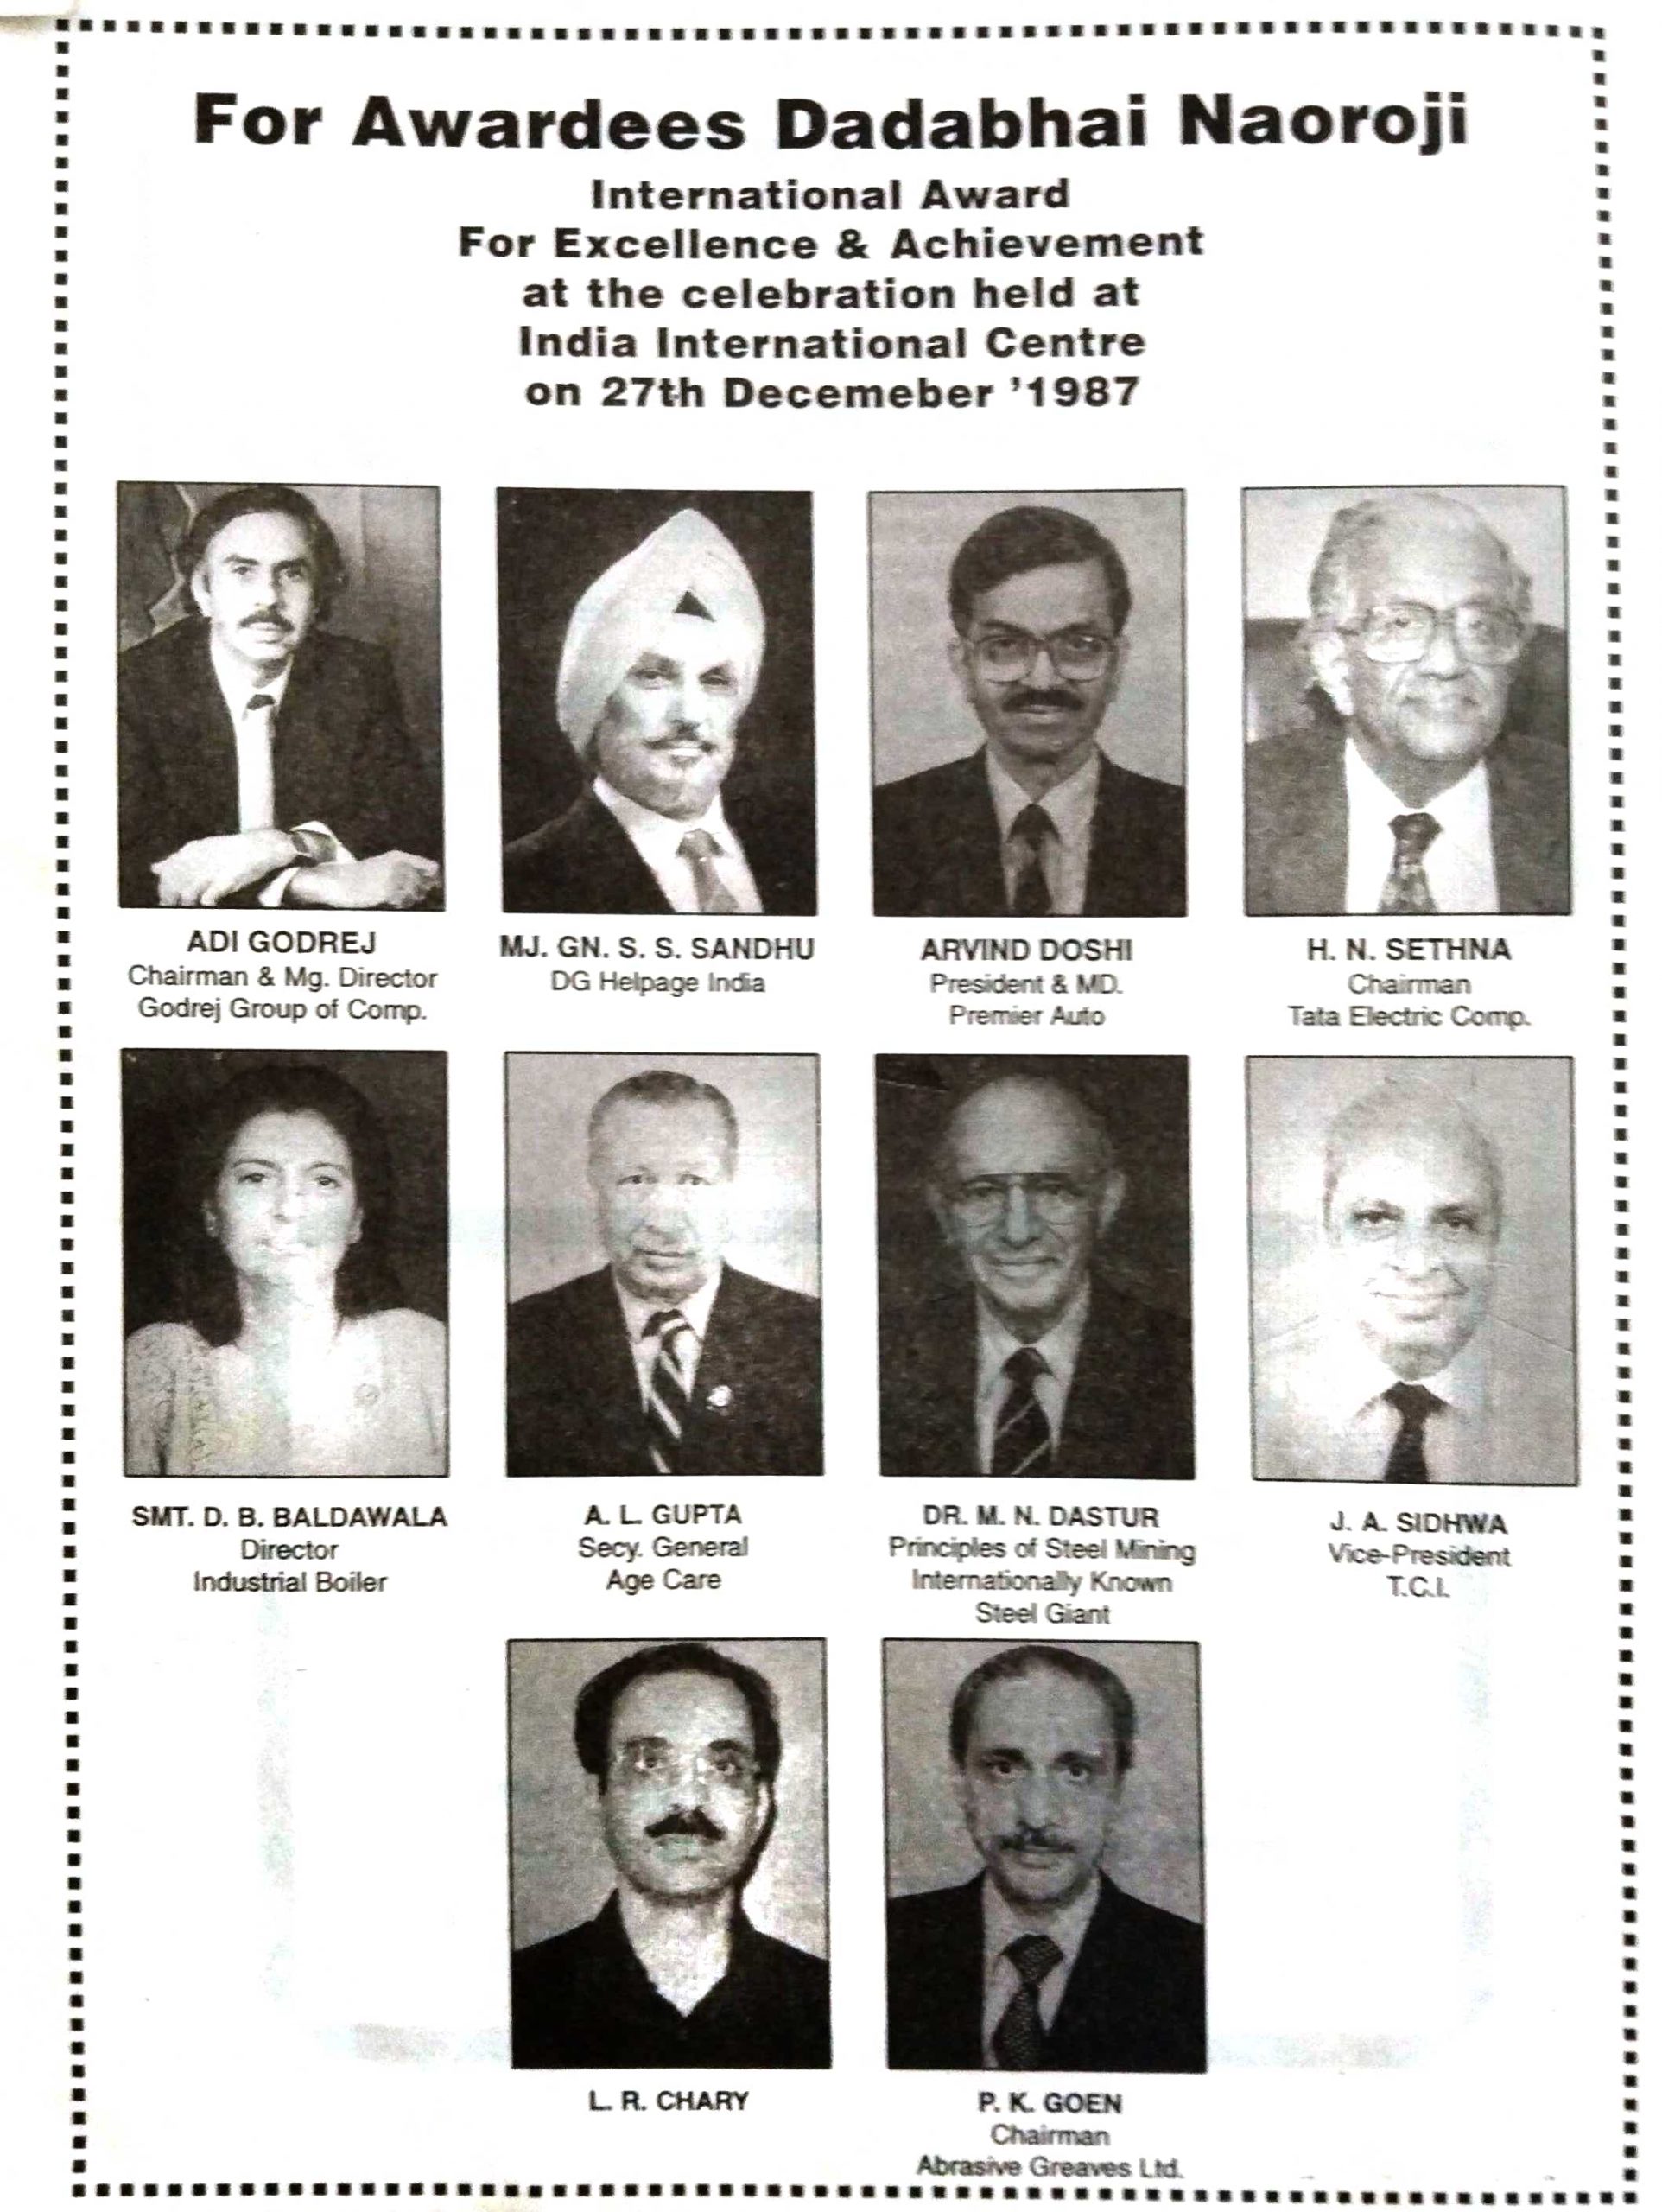 For Awardees Dadabhai Naoroji
International Award
For Excellence & Achievement
at the celebration held at
India International Centre
on 27th Decemeber '1987
ADI GODREJ
Chairman & Mg. Director
Godrej Group of Comp.
MJ. GN. S. S. SANDHU
DG Helpage India
ARVIND DOSHI
President & MD.
Premier Auto
H. N. SETHNA
Chairman
Tata Electric Comp.
SMT. D. B. BALDAWALA
Director
Industrial Boiler
A. L. GUPTA
Secy. General
Age Care
DR. M. N. DASTUR
Principles of Steel Mining
Internationally Known
Steel Giant
J. A. SIDHWA
Vice-President
T.C.I.
L. R. CHARY
P. K. GOEN
Chairman
Abrasive Greaves Ltd.